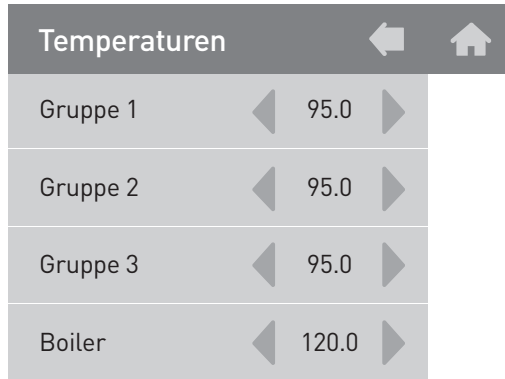 Temperaturen
Gruppe 1 95.0
Gruppe 2 95.0
Gruppe 3 95.0
Boiler 120.0